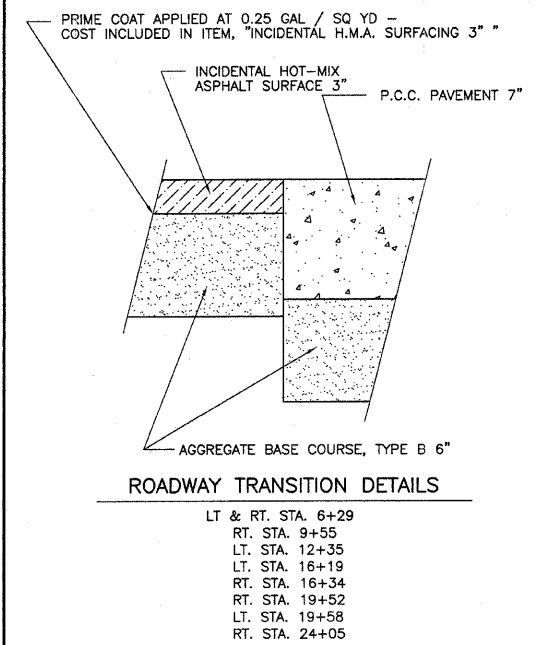 PRIME COAT APPLIED AT 0.25 GAL / SQ YD –
COST INCLUDED IN ITEM, "INCIDENTAL H.M.A. SURFACING 3" "
INCIDENTAL HOT–MIX
ASPHALT SURFACE 3"
P.C.C. PAVEMENT 7"
AGGREGATE BASE COURSE, TYPE B 6"
ROADWAY TRANSITION DETAILS
LT & RT. STA. 6+29
RT. STA. 9+55
LT. STA. 12+35
LT. STA. 16+19
RT. STA. 16+34
RT. STA. 19+52
LT. STA. 19+58
RT. STA. 24+05